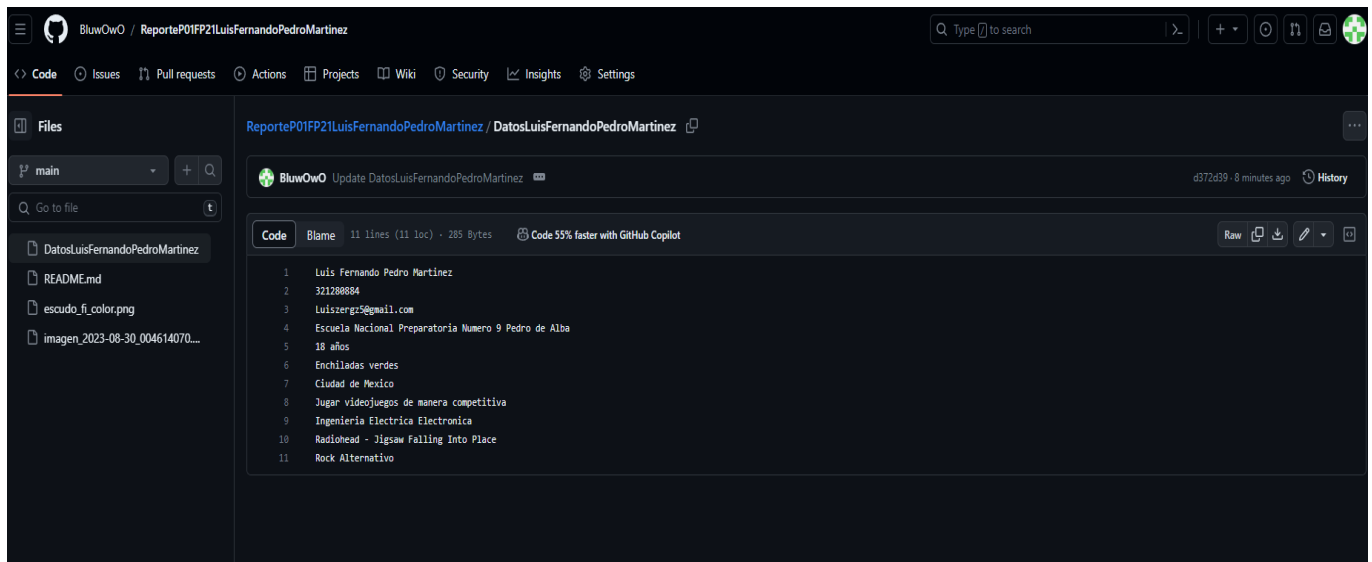 BluwOwO / ReporteP01FP21LuisFernandoPedroMartinez
Type / to search
Code Issues Pull requests Actions Projects Wiki Security Insights Settings
Files
main
Go to file t
DatosLuisFernandoPedroMartinez
README.md
escudo_fi_color.png
imagen_2023-08-30_004614070....
ReporteP01FP21LuisFernandoPedroMartinez / DatosLuisFernandoPedroMartinez
BluwOwO Update DatosLuisFernandoPedroMartinez
d372d39 · 8 minutes ago History
Code Blame 11 lines (11 loc) · 285 Bytes Code 55% faster with GitHub Copilot
Raw
1 Luis Fernando Pedro Martinez
2 321280884
3 Luiszergz5@gmail.com
4 Escuela Nacional Preparatoria Numero 9 Pedro de Alba
5 18 años
6 Enchiladas verdes
7 Ciudad de Mexico
8 Jugar videojuegos de manera competitiva
9 Ingenieria Electrica Electronica
10 Radiohead - Jigsaw Falling Into Place
11 Rock Alternativo